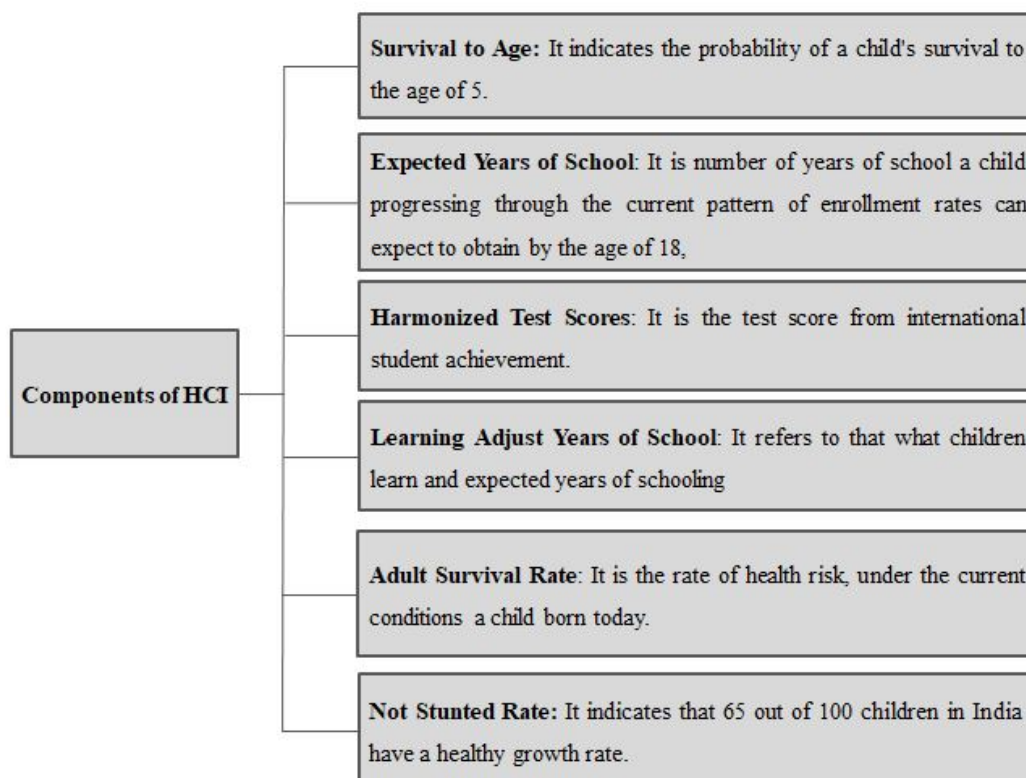 Components of HCI
Survival to Age: It indicates the probability of a child's survival to
the age of 5.
Expected Years of School: It is number of years of school a child
progressing through the current pattern of enrollment rates can
expect to obtain by the age of 18,
Harmonized Test Scores: It is the test score from international
student achievement.
Learning Adjust Years of School: It refers to that what children
learn and expected years of schooling
Adult Survival Rate: It is the rate of health risk, under the current
conditions a child born today.
Not Stunted Rate: It indicates that 65 out of 100 children in India
have a healthy growth rate.